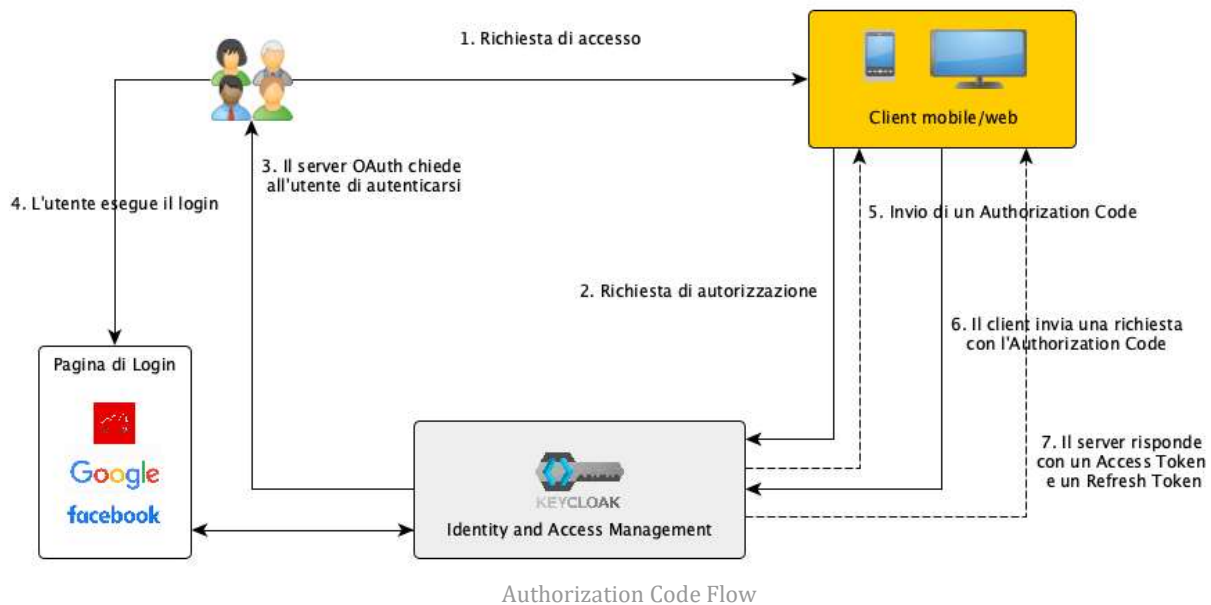 1. Richiesta di accesso
Client mobile/web
3. Il server OAuth chiede
all'utente di autenticarsi
4. L'utente esegue il login
5. Invio di un Authorization Code
2. Richiesta di autorizzazione
6. Il client invia una richiesta
con l'Authorization Code
Pagina di Login
Google
facebook
KEYCLOAK
Identity and Access Management
7. Il server risponde
con un Access Token
e un Refresh Token
Authorization Code Flow